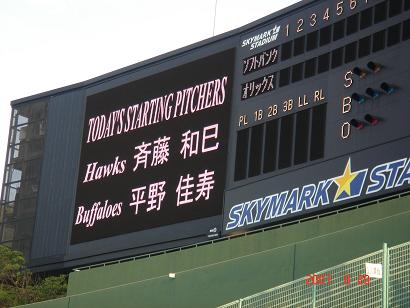 SKYMARK
STADIUM
1 2 3 4 5 6
ソフトバンク
オリックス
TODAY'S STARTING PITCHERS
Hawks 斉藤 和巳
Buffaloes 平野 佳寿
PL 1B 2B 3B LL RL
S
B
O
SKYMARK STA